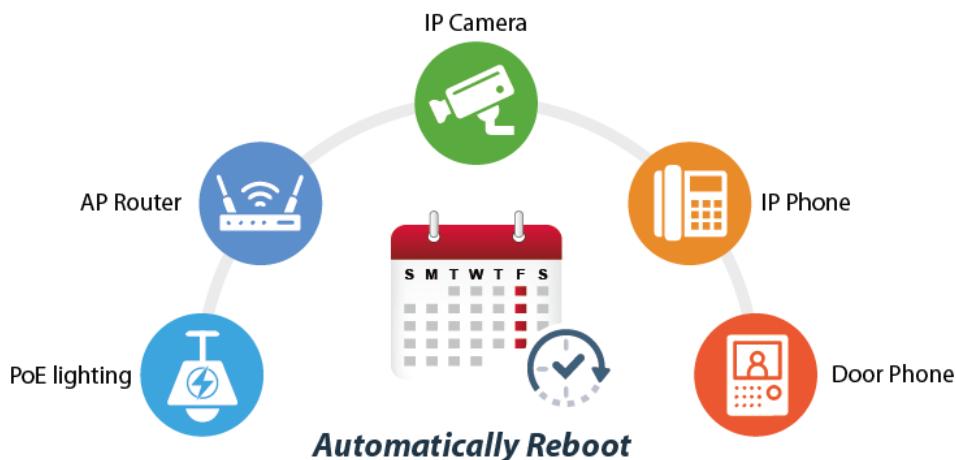 IP Camera
AP Router
IP Phone
S M T W T F S
PoE lighting
Door Phone
Automatically Reboot